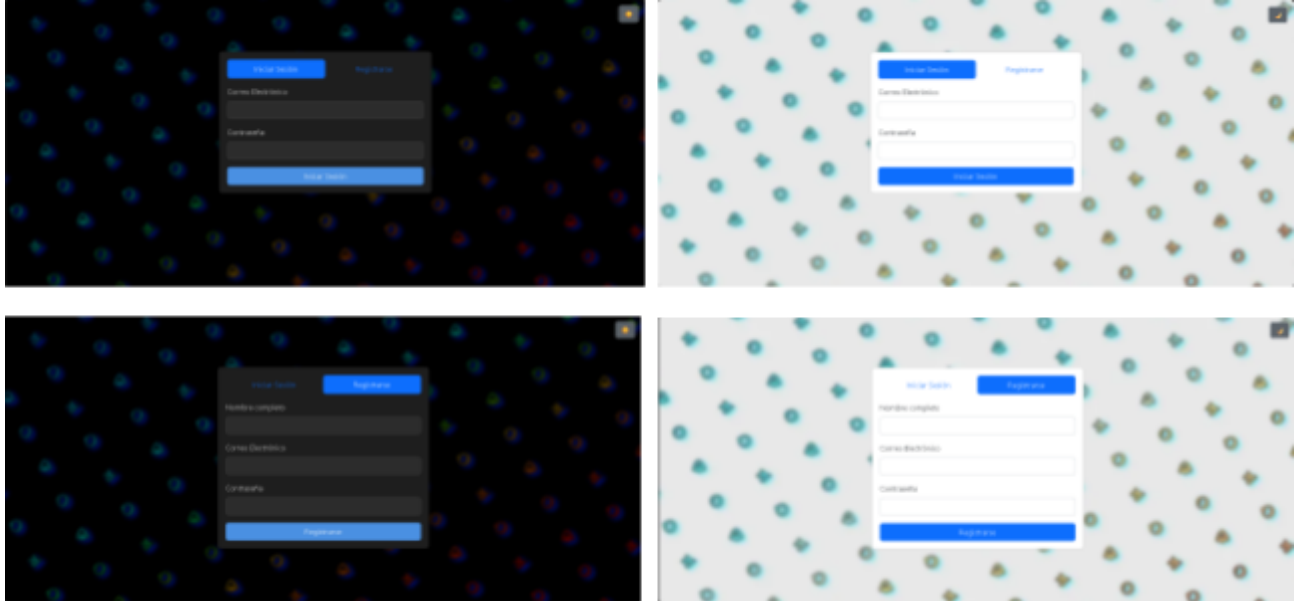 Iniciar Sesión Registrarse
Correo Electrónico
Contraseña
Iniciar Sesión
Iniciar Sesión Registrarse
Correo Electrónico
Contraseña
Iniciar Sesión
Iniciar Sesión Registrarse
Nombre completo
Correo Electrónico
Contraseña
Registrarse
Iniciar Sesión Registrarse
Nombre completo
Correo Electrónico
Contraseña
Registrarse